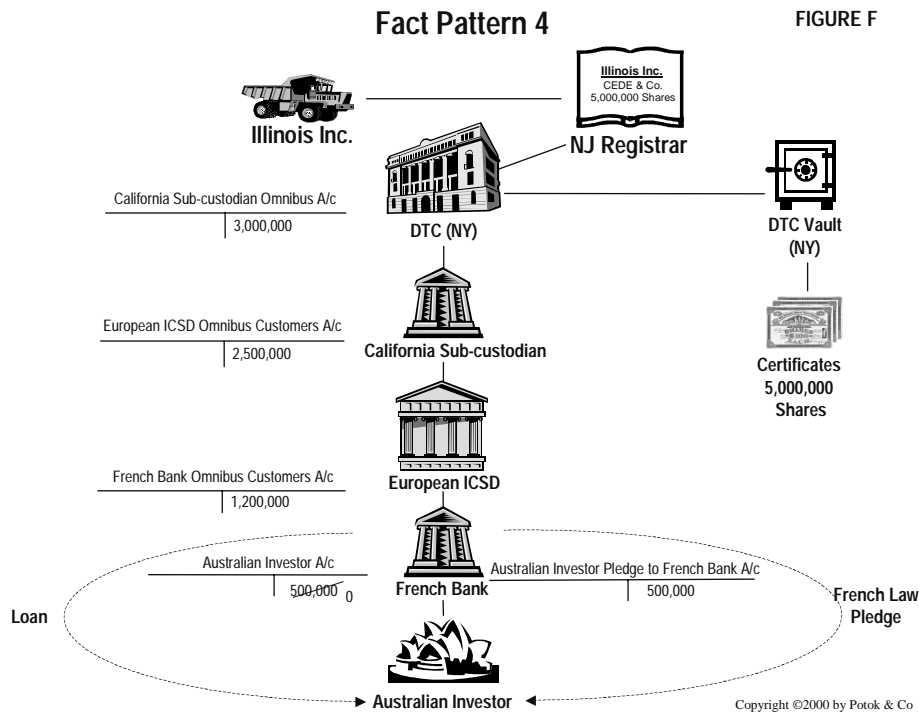 Fact Pattern 4
FIGURE F
Illinois Inc.
CEDE & Co.
5,000,000 Shares
Illinois Inc.
NJ Registrar
California Sub-custodian Omnibus A/c
3,000,000
DTC (NY)
DTC Vault
(NY)
European ICSD Omnibus Customers A/c
2,500,000
California Sub-custodian
Certificates
5,000,000
Shares
French Bank Omnibus Customers A/c
1,200,000
European ICSD
Australian Investor A/c
500,000
0
French Bank
Australian Investor Pledge to French Bank A/c
500,000
Loan
French Law
Pledge
Australian Investor
Copyright ©2000 by Potok & Co